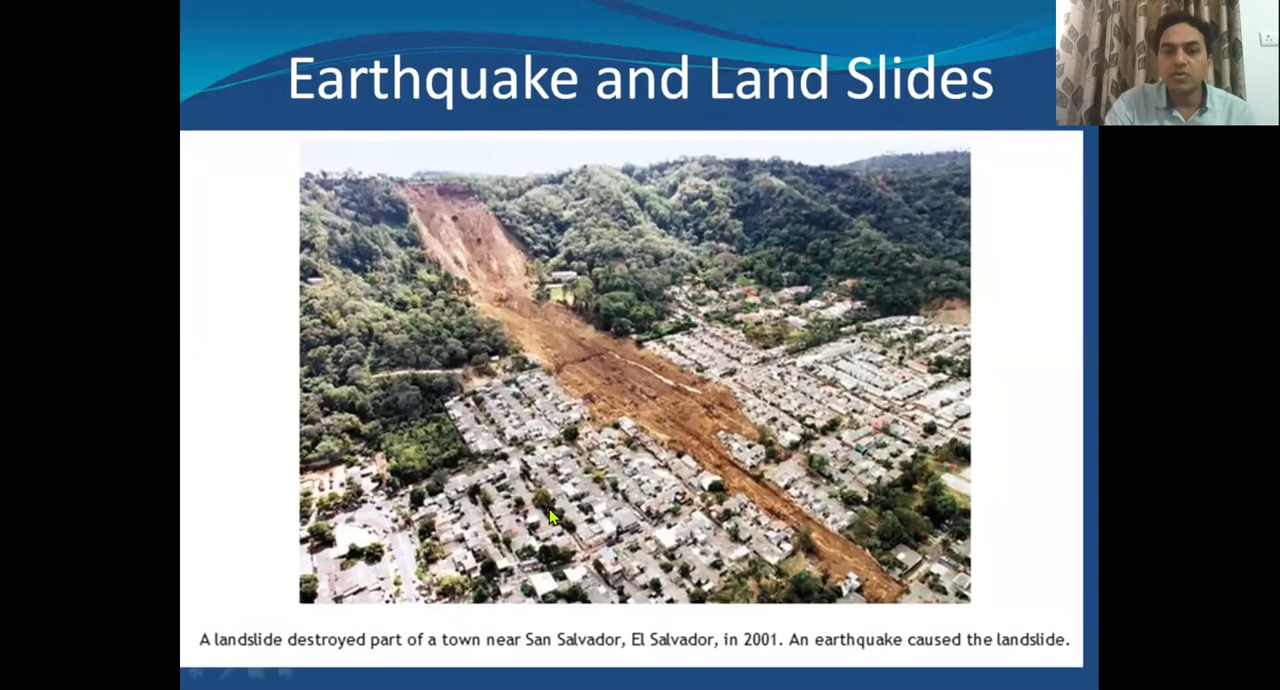 Earthquake and Land Slides
A landslide destroyed part of a town near San Salvador, El Salvador, in 2001. An earthquake caused the landslide.